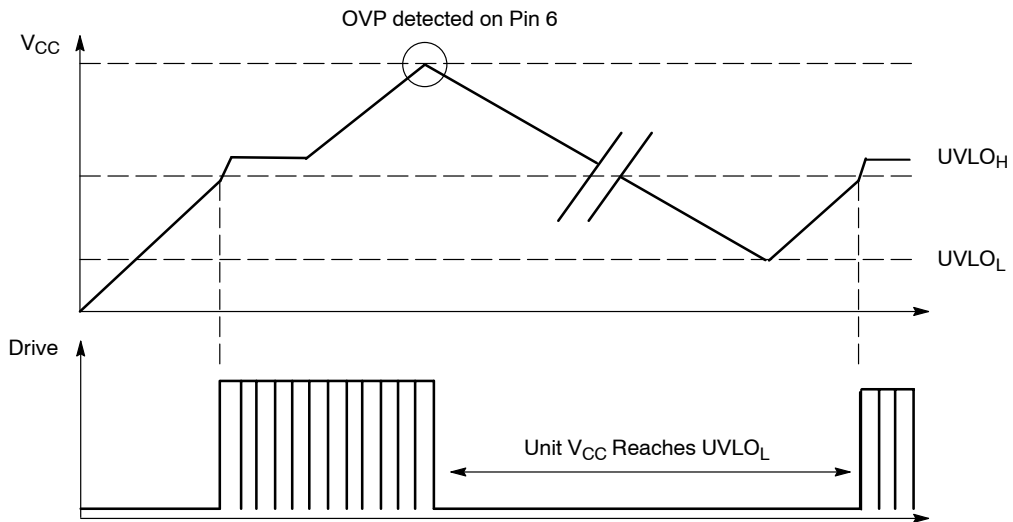 OVP detected on Pin 6
VCC
UVLOH
UVLOL
Drive
Unit VCC Reaches UVLOL